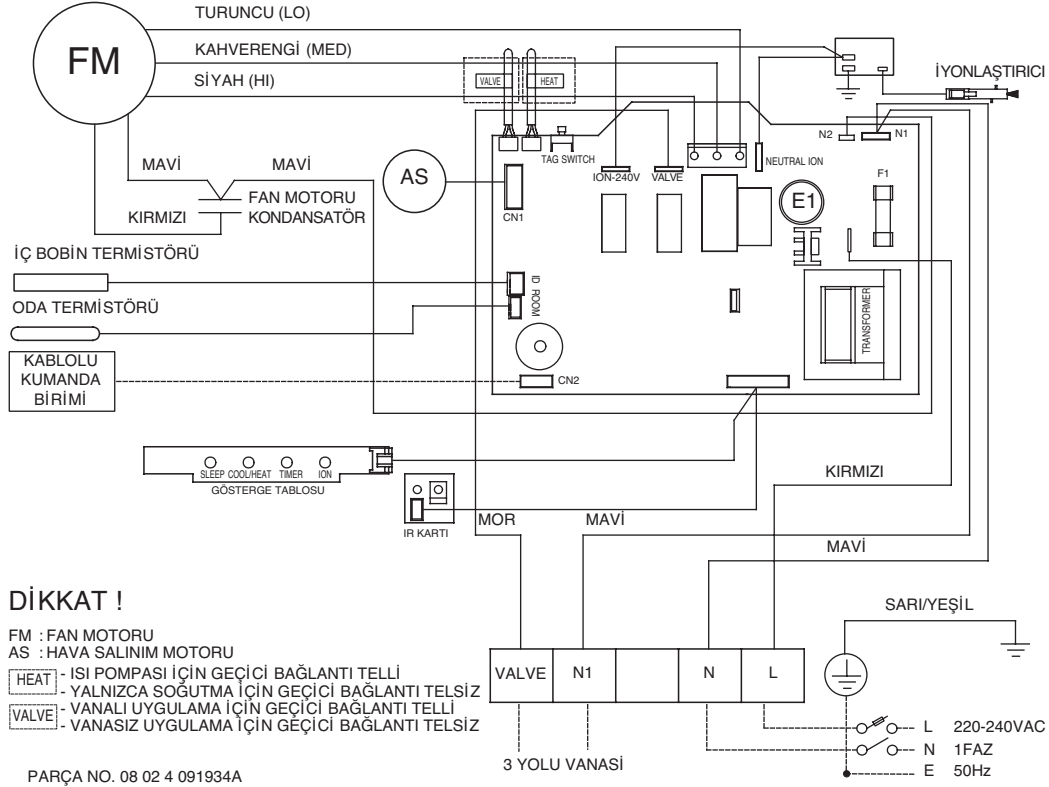 TURUNCU (LO)
FM
KAHVERENGİ (MED)
SİYAH (HI)
VALVE
HEAT
İYONLAŞTIRICI
N2
N1
TAG SWITCH
ION-240V
VALVE
NEUTRAL ION
F1
MAVİ
MAVİ
AS
CN1
E1
FAN MOTORU
KONDANSATÖR
KIRMIZI
İÇ BOBİN TERMİSTÖRÜ
ID
ROOM
ODA TERMİSTÖRÜ
TRANSFORMER
KABLOLU
KUMANDA
BİRİMİ
CN2
SLEEP COOL/HEAT TIMER ION
GÖSTERGE TABLOSU
KIRMIZI
IR KARTI
MOR
MAVİ
MAVİ
DİKKAT !
SARI/YEŞİL
FM : FAN MOTORU
AS : HAVA SALINIM MOTORU
HEAT - ISI POMPASI İÇİN GEÇİCİ BAĞLANTI TELLİ
- YALNIZCA SOĞUTMA İÇİN GEÇİCİ BAĞLANTI TELSİZ
VALVE - VANALI UYGULAMA İÇİN GEÇİCİ BAĞLANTI TELLİ
- VANASIZ UYGULAMA İÇİN GEÇİCİ BAĞLANTI TELSİZ
VALVE N1 N L
L 220-240VAC
N 1FAZ
E 50Hz
3 YOLU VANASİ
PARÇA NO. 08 02 4 091934A